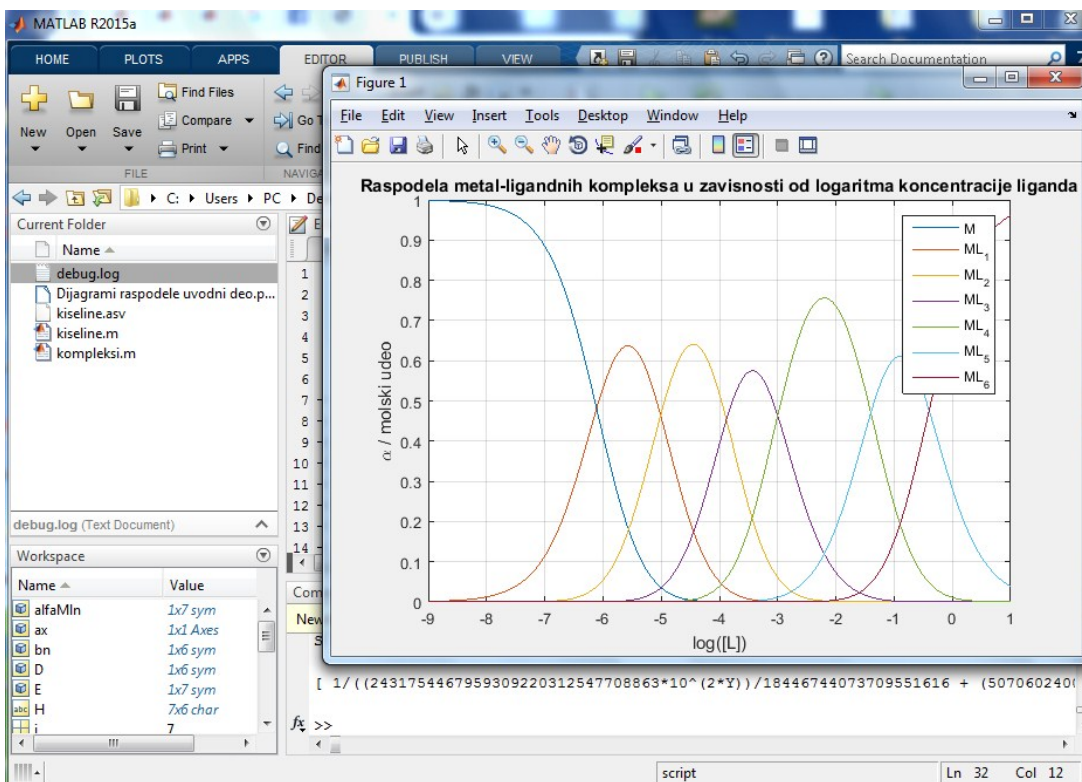 MATLAB R2015a
HOME PLOTS APPS EDITOR PUBLISH VIEW Search Documentation
New Open Save Find Files Compare Print Go Find
FILE NAVIG
C: Users PC De
Current Folder
Name
debug.log
Dijagrami raspodele uvodni deo.p...
kiseline.asv
kiseline.m
kompleksi.m
debug.log (Text Document)
Workspace
Name Value
alfaMln 1x7 sym
ax 1x1 Axes
bn 1x6 sym
D 1x6 sym
E 1x7 sym
H 7x6 char
i 7
E
1
2
3
4
5
6
7
8
9
10
11
12
13
14
Com
New
Figure 1
File Edit View Insert Tools Desktop Window Help
Raspodela metal-ligandnih kompleksa u zavisnosti od logaritma koncentracije liganda
1
0.9
0.8
0.7
0.6
0.5
0.4
0.3
0.2
0.1
0
α / molski udeo
-9 -8 -7 -6 -5 -4 -3 -2 -1 0 1
log([L])
M
ML1
ML2
ML3
ML4
ML5
ML6
[ 1/((2431754467959309220312547708863*10^(2*Y))/18446744073709551616 + (507060240
fx >>
script Ln 32 Col 12